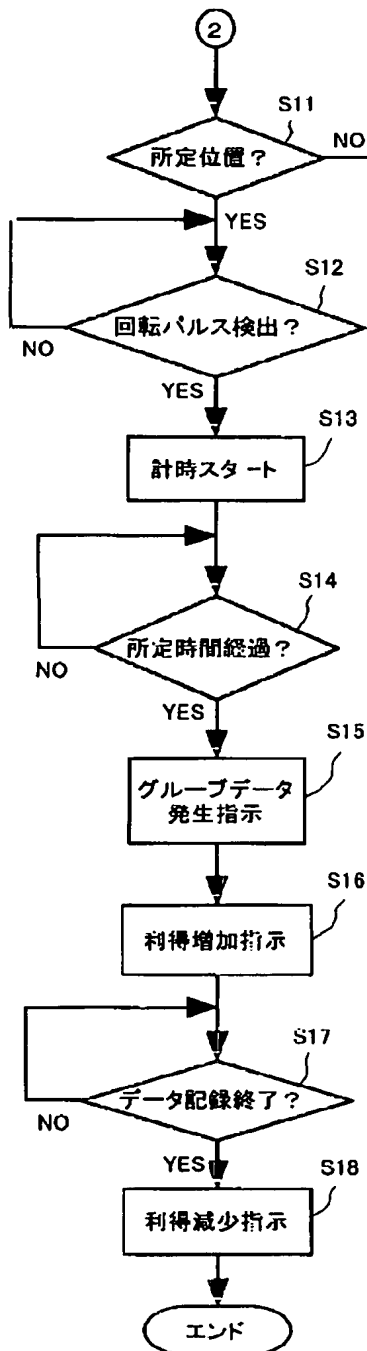 2
S11
所定位置？
NO
YES
S12
回転パルス検出？
NO
YES
S13
計時スタート
S14
所定時間経過？
NO
YES
S15
グルーブデータ
発生指示
S16
利得増加指示
S17
データ記録終了？
NO
YES
S18
利得減少指示
エンド